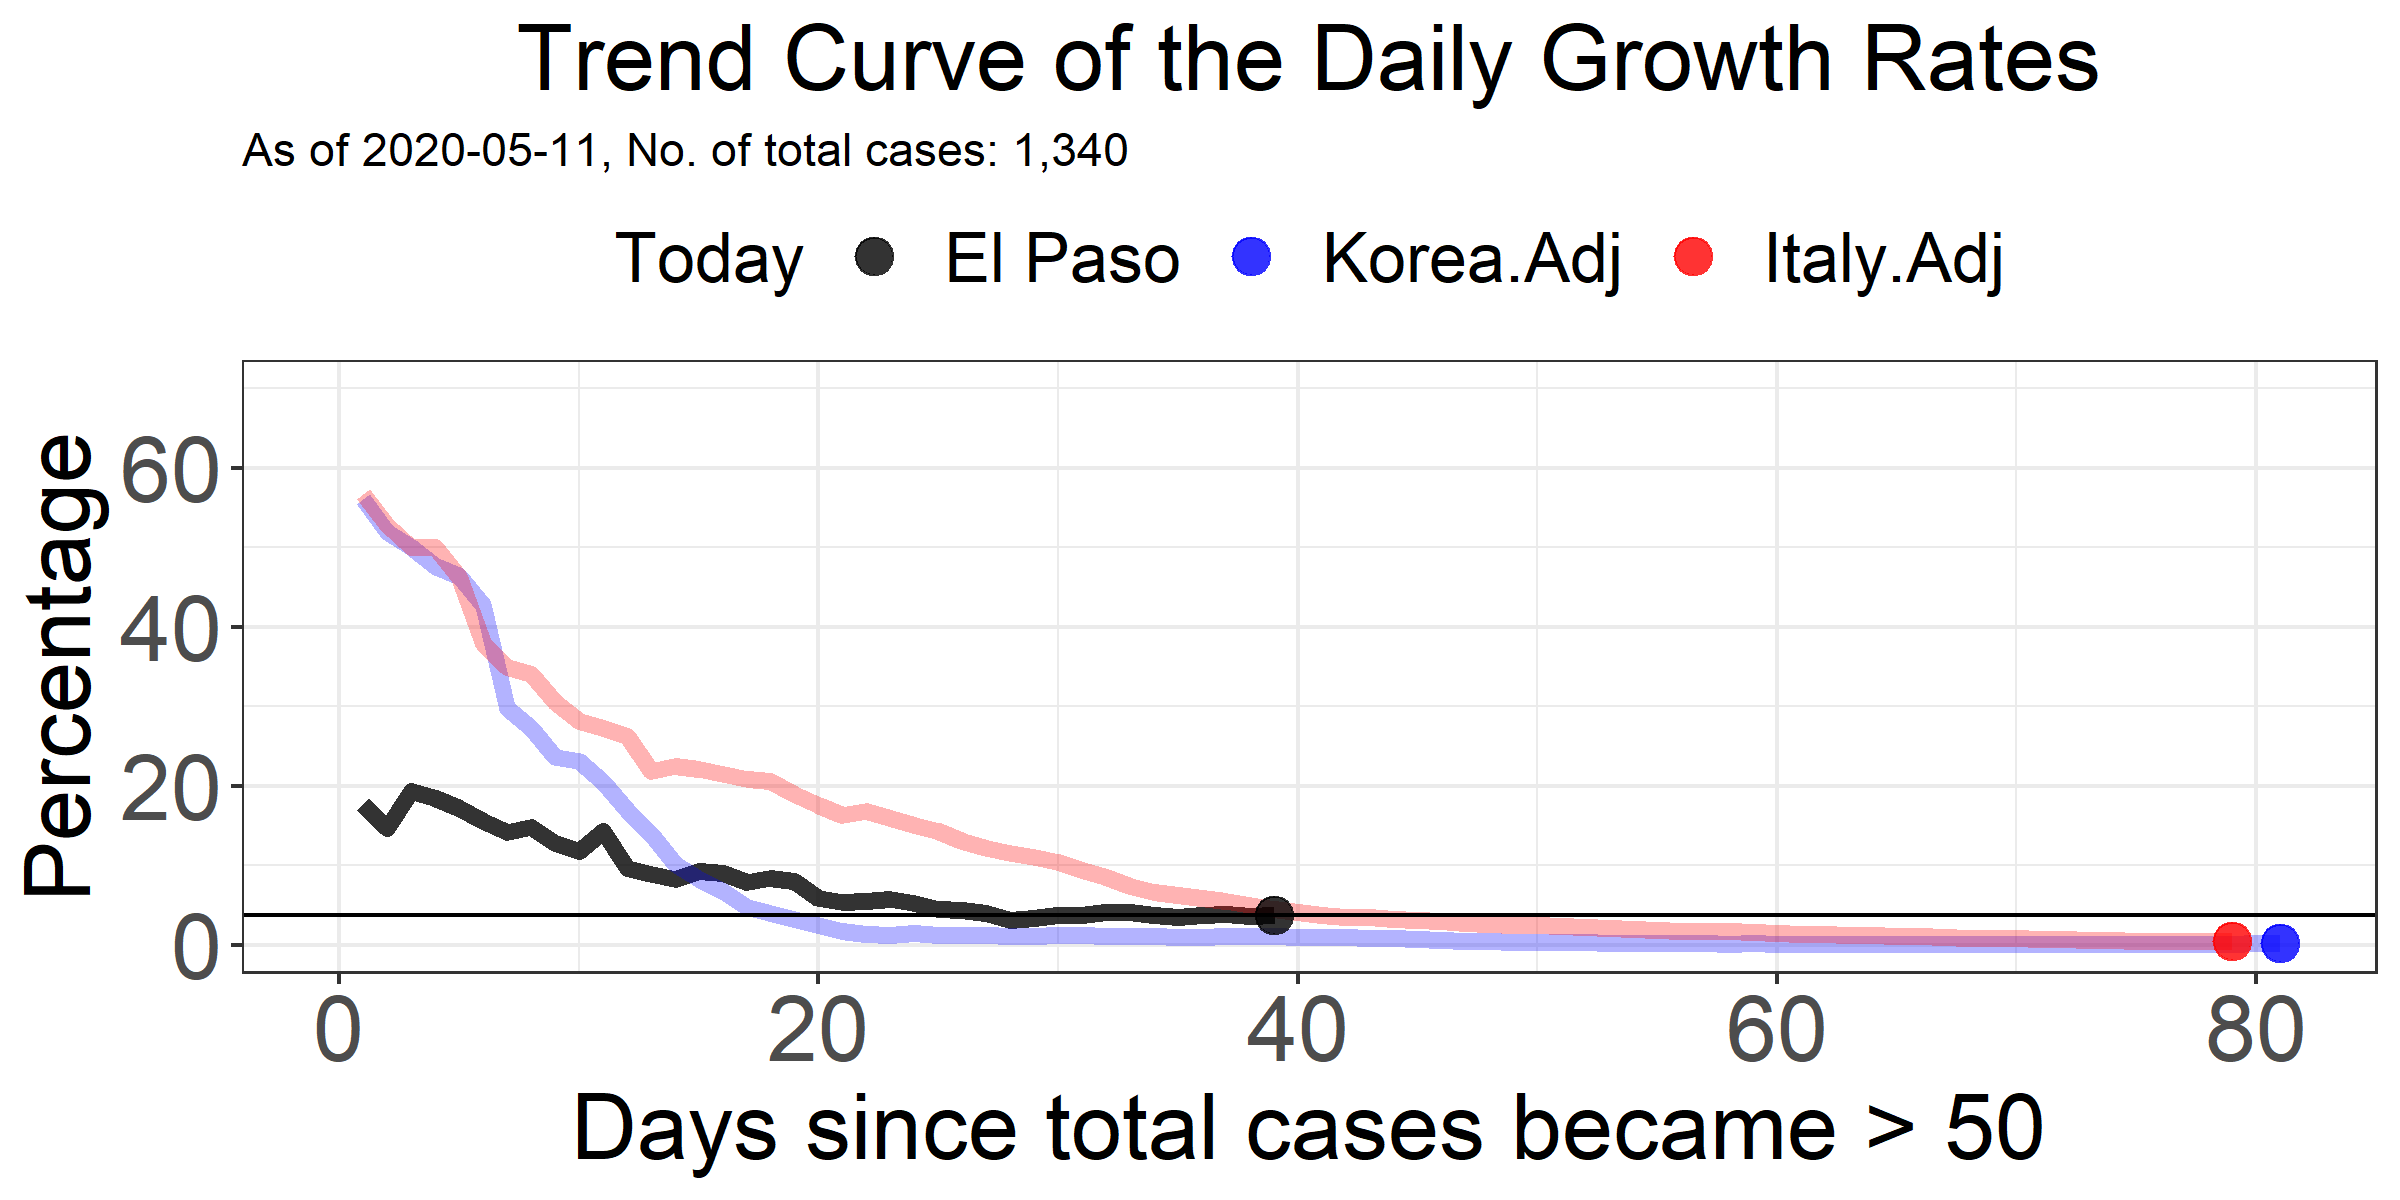 Trend Curve of the Daily Growth Rates
As of 2020-05-11, No. of total cases: 1,340
Today El Paso Korea.Adj Italy.Adj
Percentage
60
40
20
0
0 20 40 60 80
Days since total cases became > 50